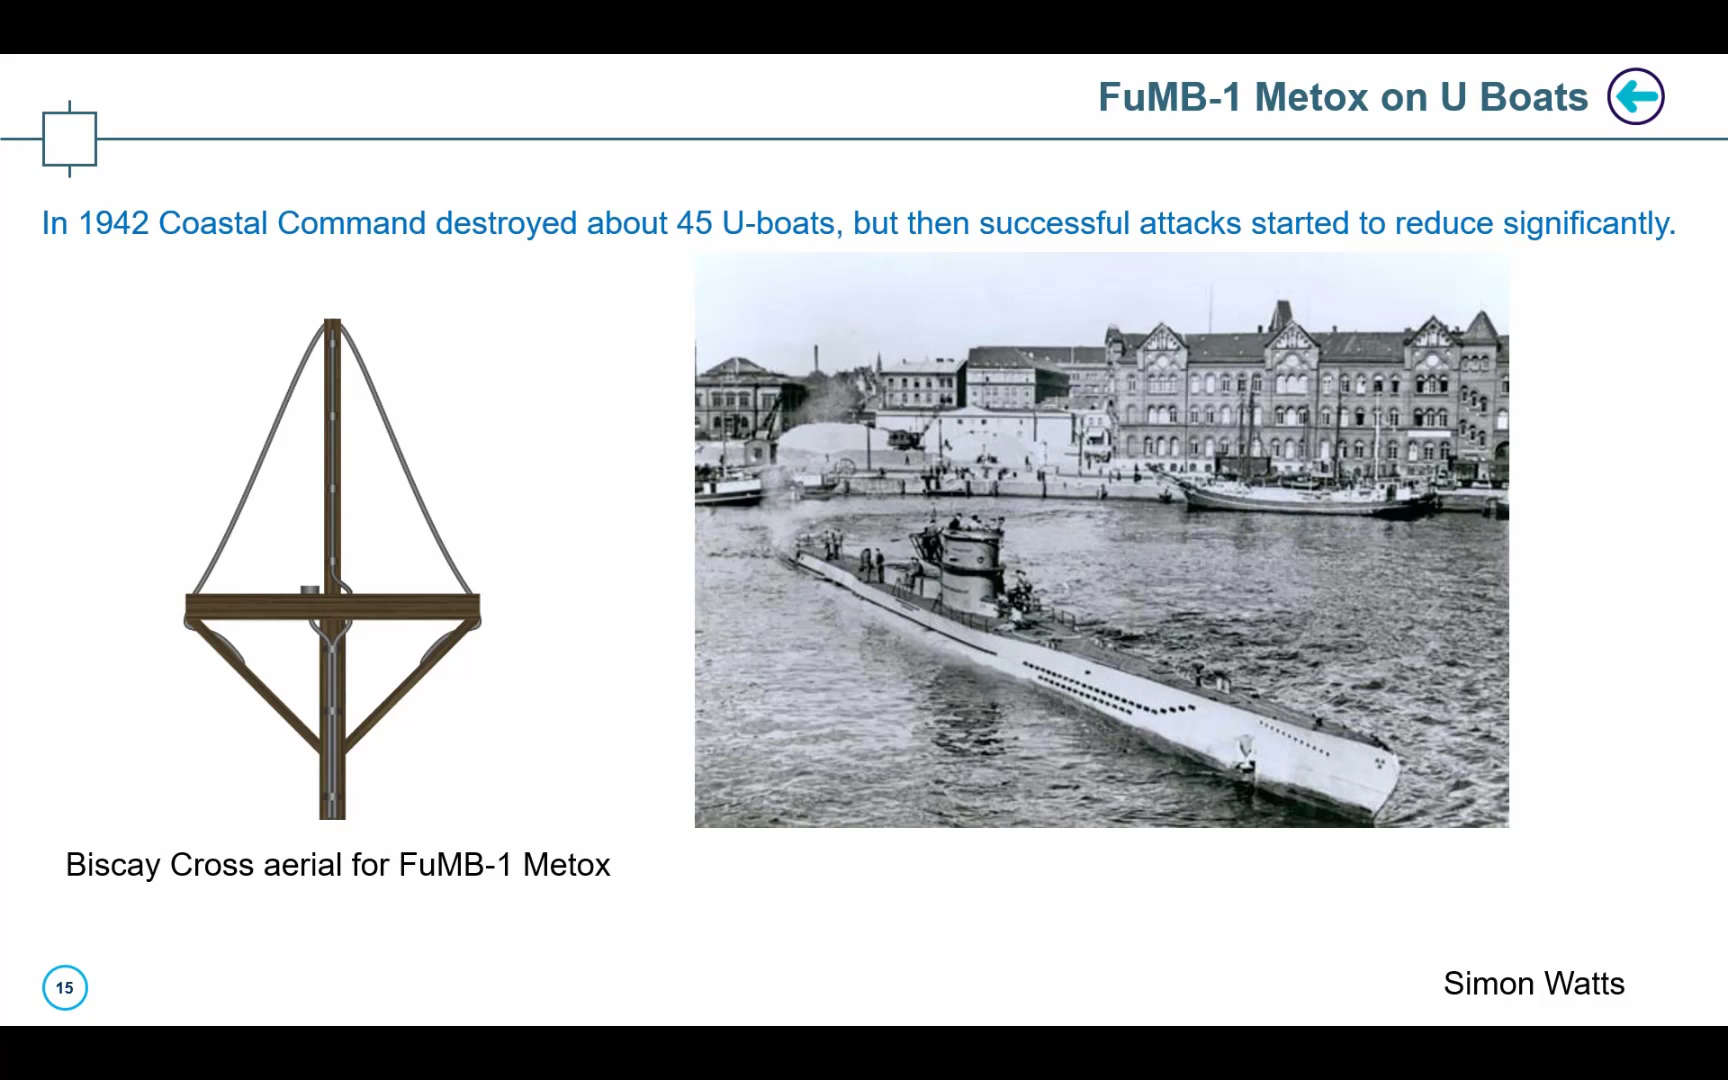 FuMB-1 Metox on U Boats
In 1942 Coastal Command destroyed about 45 U-boats, but then successful attacks started to reduce significantly.
Biscay Cross aerial for FuMB-1 Metox
15
Simon Watts